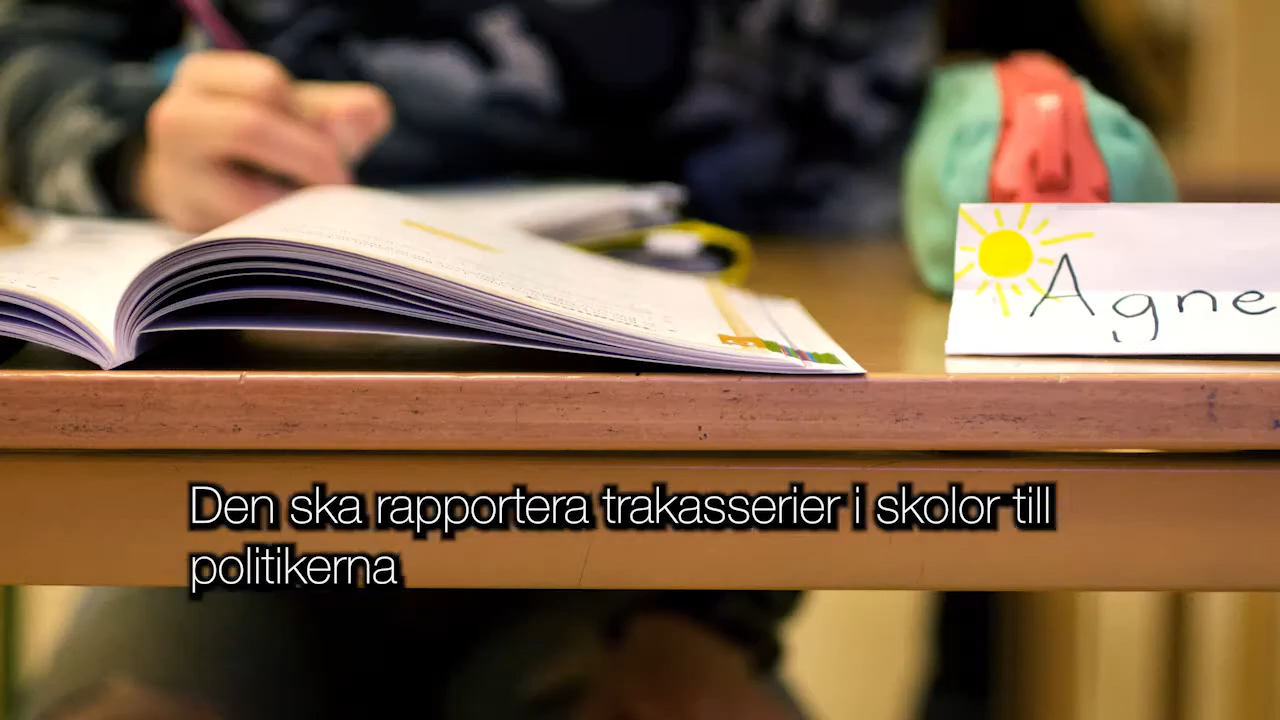 Agne
Den ska rapportera trakasserier i skolor till
politikerna